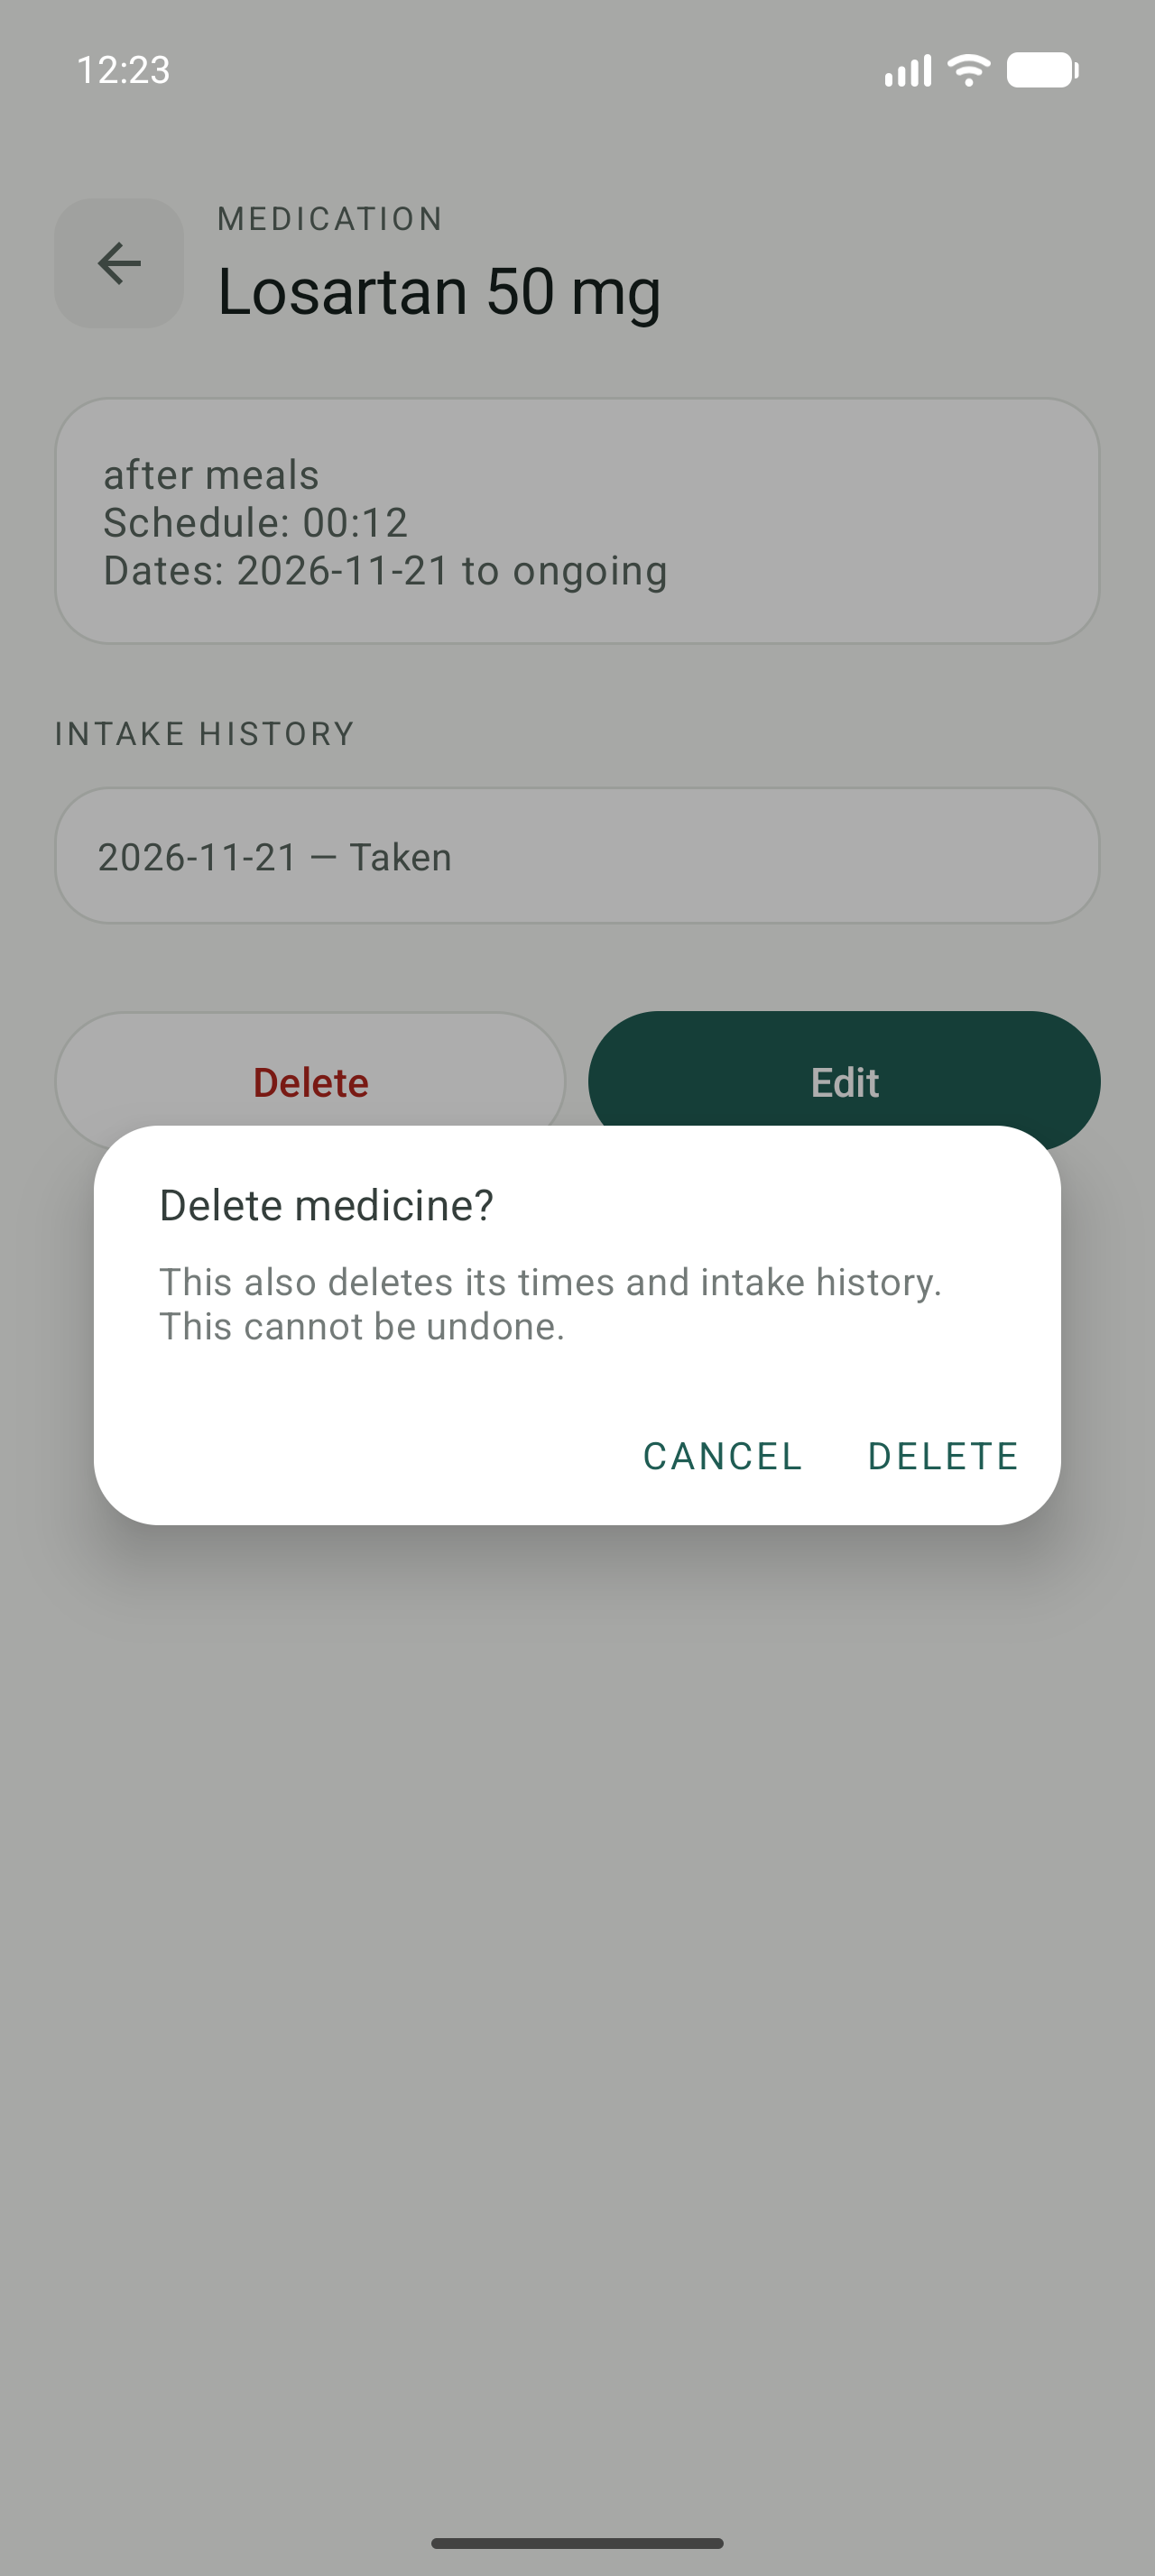 12:23
MEDICATION
Losartan 50 mg
after meals
Schedule: 00:12
Dates: 2026-11-21 to ongoing
INTAKE HISTORY
2026-11-21 — Taken
Delete
Edit
Delete medicine?
This also deletes its times and intake history.
This cannot be undone.
CANCEL
DELETE